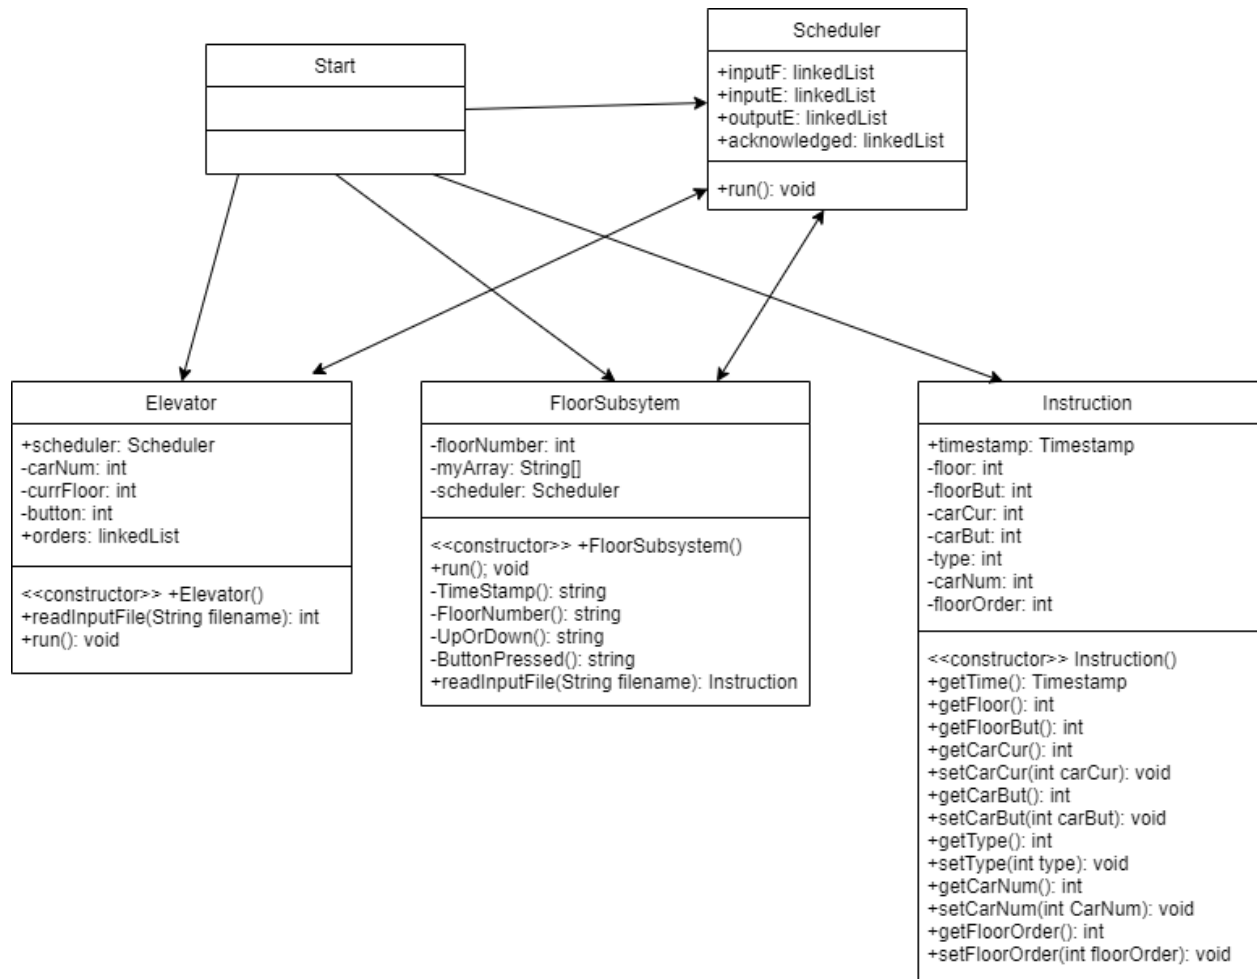 Start
Scheduler
+inputF: linkedList
+inputE: linkedList
+outputE: linkedList
+acknowledged: linkedList
+run(): void
Elevator
+scheduler: Scheduler
-carNum: int
-currFloor: int
-button: int
+orders: linkedList
<<constructor>> +Elevator()
+readInputFile(String filename): int
+run(): void
FloorSubsytem
-floorNumber: int
-myArray: String[]
-scheduler: Scheduler
<<constructor>> +FloorSubsystem()
+run(); void
-TimeStamp(): string
-FloorNumber(): string
-UpOrDown(): string
-ButtonPressed(): string
+readInputFile(String filename): Instruction
Instruction
+timestamp: Timestamp
-floor: int
-floorBut: int
-carCur: int
-carBut: int
-type: int
-carNum: int
-floorOrder: int
<<constructor>> Instruction()
+getTime(): Timestamp
+getFloor(): int
+getFloorBut(): int
+getCarCur(): int
+setCarCur(int carCur): void
+getCarBut(): int
+setCarBut(int carBut): void
+getType(): int
+setType(int type): void
+getCarNum(): int
+setCarNum(int CarNum): void
+getFloorOrder(): int
+setFloorOrder(int floorOrder): void